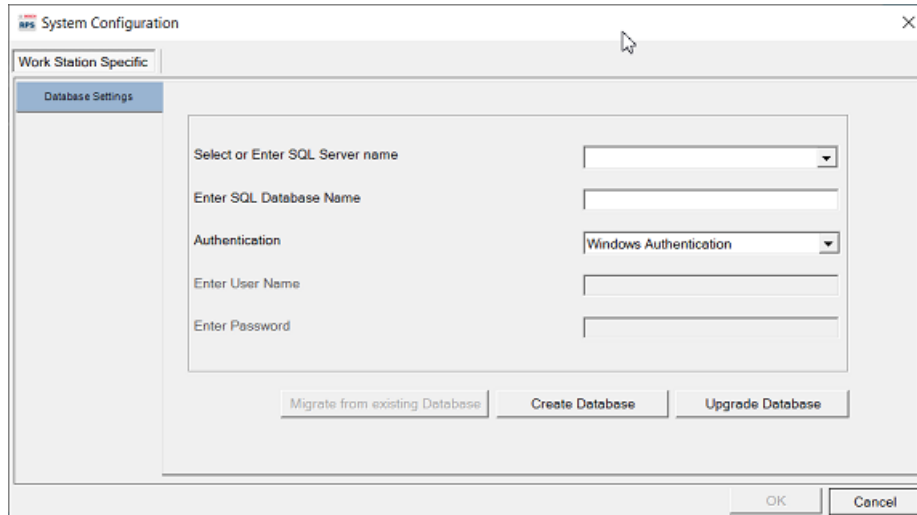 RPS System Configuration
Work Station Specific
Database Settings
Select or Enter SQL Server name
Enter SQL Database Name
Authentication Windows Authentication
Enter User Name
Enter Password
Migrate from existing Database Create Database Upgrade Database
OK Cancel